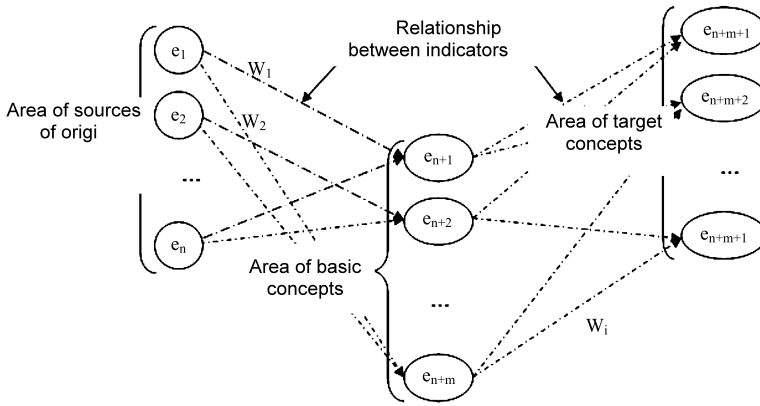 Relationship
between indicators
e1
W1
Area of sources
of origi
e2
W2
...
en
en+1
en+2
Area of basic
concepts
...
en+m
en+m+1
en+m+2
Area of target
concepts
...
en+m+1
Wi